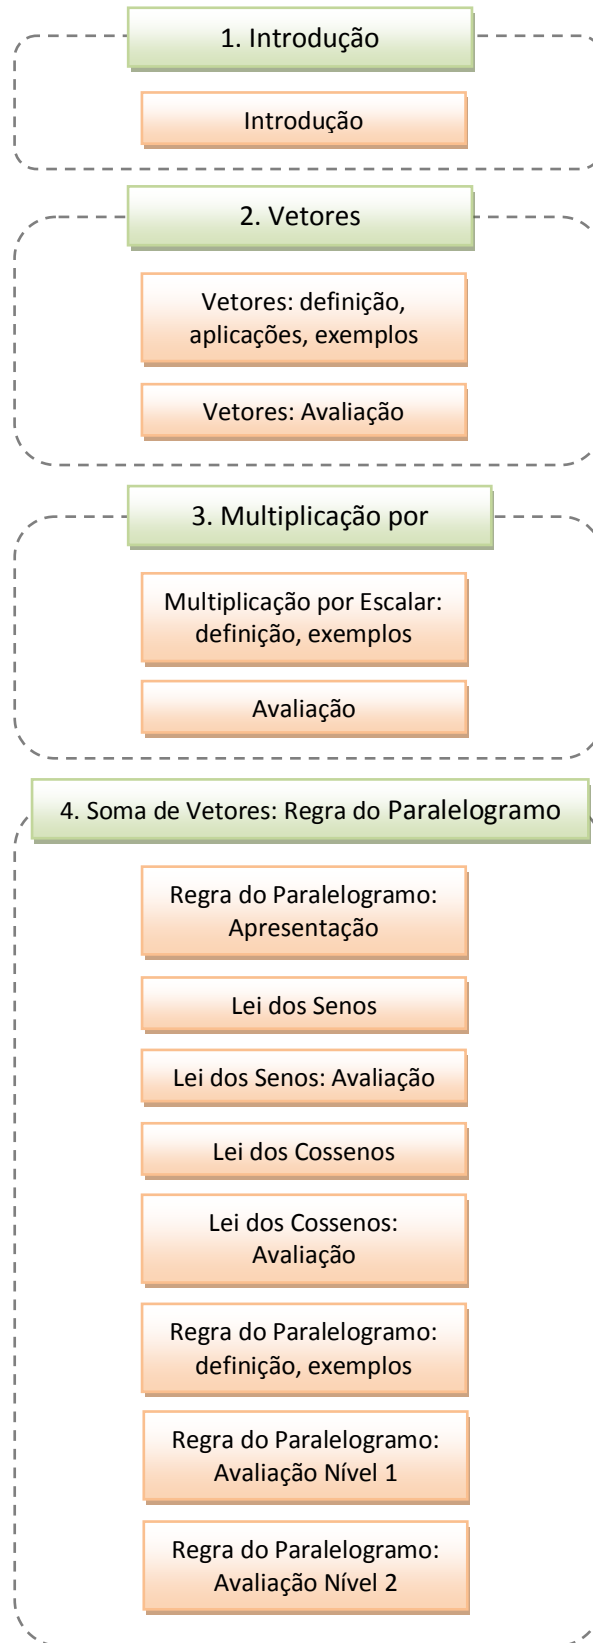 1. Introdução
Introdução
2. Vetores
Vetores: definição,
aplicações, exemplos
Vetores: Avaliação
3. Multiplicação por
Multiplicação por Escalar:
definição, exemplos
Avaliação
4. Soma de Vetores: Regra do Paralelogramo
Regra do Paralelogramo:
Apresentação
Lei dos Senos
Lei dos Senos: Avaliação
Lei dos Cossenos
Lei dos Cossenos:
Avaliação
Regra do Paralelogramo:
definição, exemplos
Regra do Paralelogramo:
Avaliação Nível 1
Regra do Paralelogramo:
Avaliação Nível 2